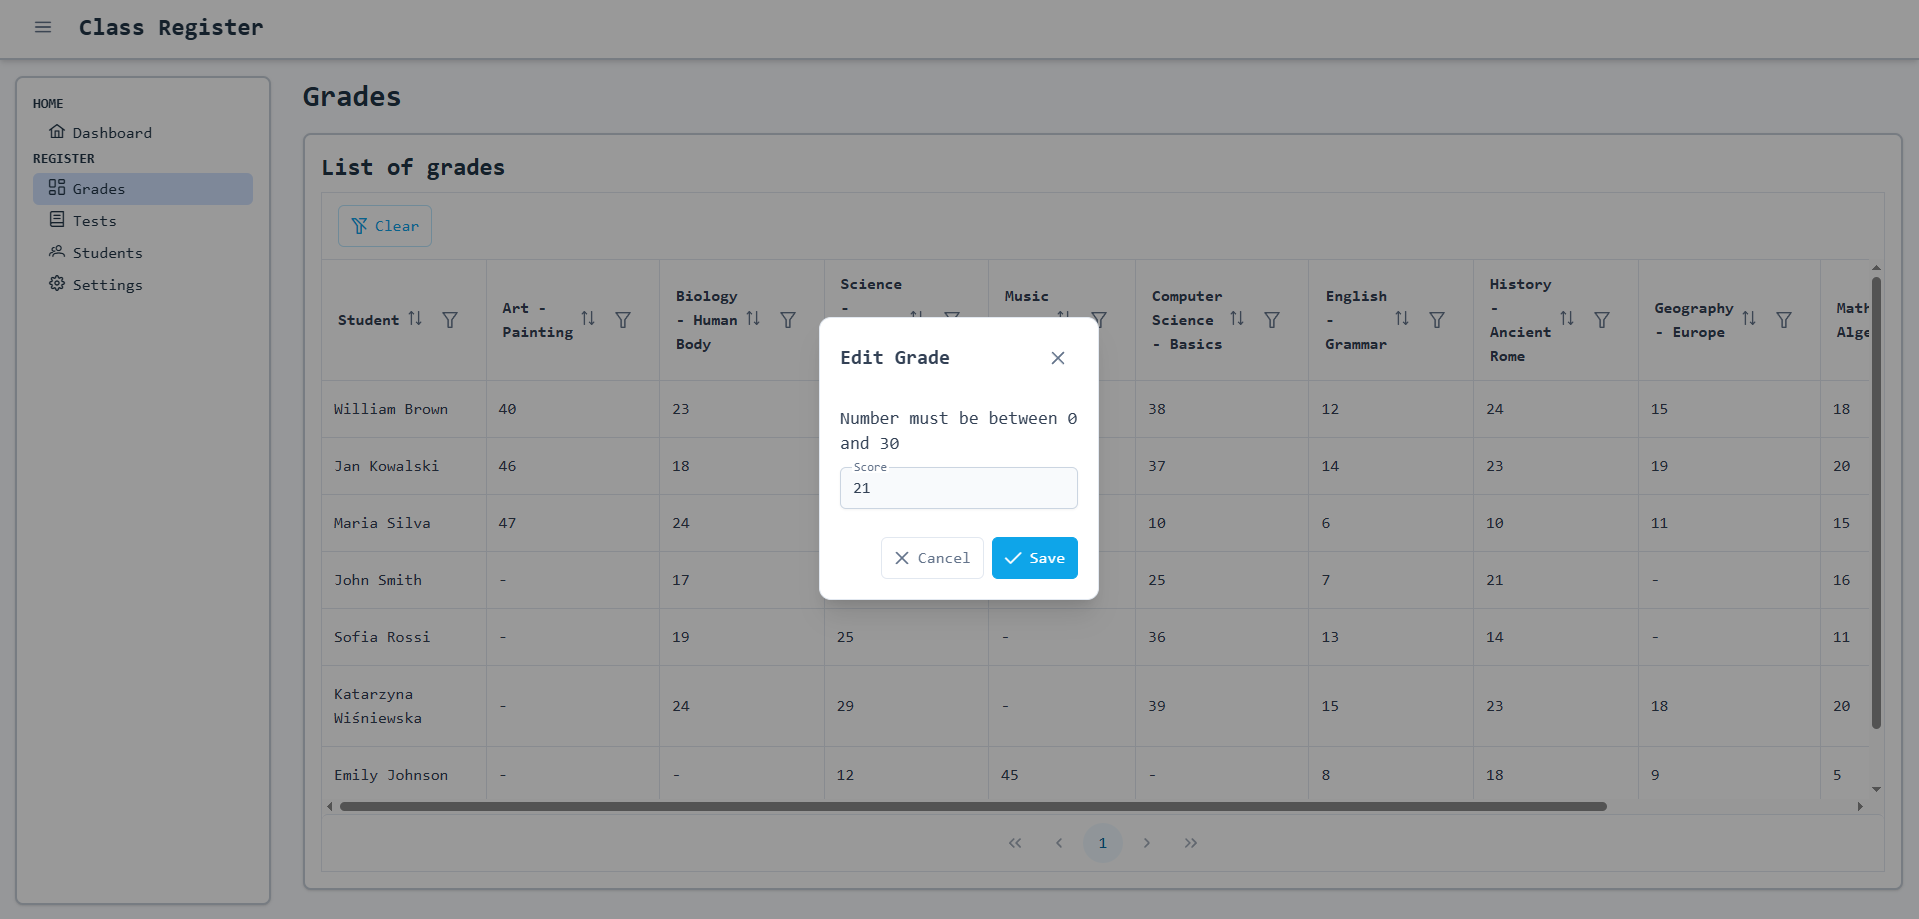 Class Register
HOME
Dashboard
REGISTER
Grades
Tests
Students
Settings
Grades
List of grades
Clear
Student
Art -
Painting
Biology
- Human
Body
Science
-
Music
Computer
Science
- Basics
English
-
Grammar
History
-
Ancient
Rome
Geography
- Europe
Math
Alge
William Brown 40 23 38 12 24 15 18
Jan Kowalski 46 18 37 14 23 19 20
Maria Silva 47 24 10 6 10 11 15
John Smith - 17 25 7 21 - 16
Sofia Rossi - 19 25 - 36 13 14 - 11
Katarzyna
Wiśniewska - 24 29 - 39 15 23 18 20
Emily Johnson - - 12 45 - 8 18 9 5
1
Edit Grade
Number must be between 0
and 30
Score
21
Cancel
Save